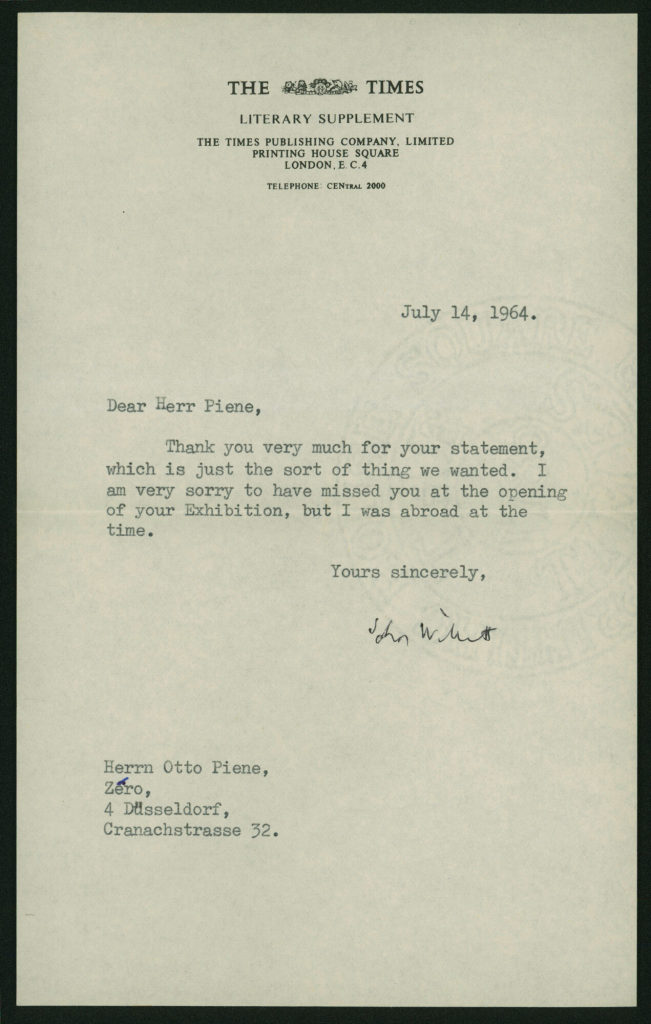 THE TIMES
LITERARY SUPPLEMENT
THE TIMES PUBLISHING COMPANY, LIMITED
PRINTING HOUSE SQUARE
LONDON, E.C.4
TELEPHONE: CENTRAL 2000
July 14, 1964.
Dear Herr Piene,
Thank you very much for your statement,
which is just the sort of thing we wanted. I
am very sorry to have missed you at the opening
of your Exhibition, but I was abroad at the
time.
Yours sincerely,
John Willett
Herrn Otto Piene,
Zéro,
4 Düsseldorf,
Cranachstrasse 32.